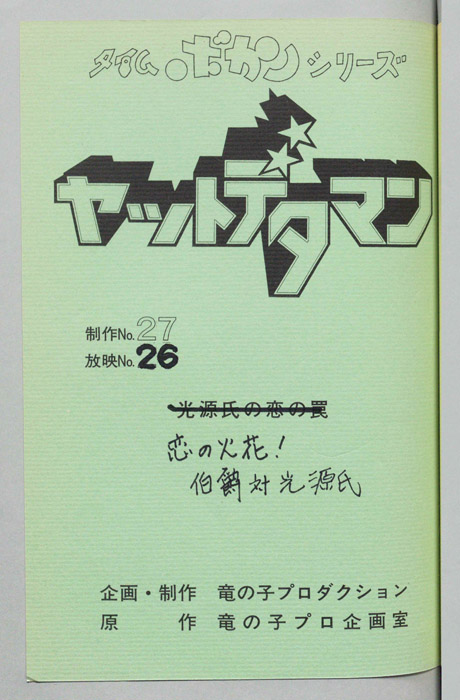 タイムボカンシリーズ
ヤットデタマン
制作No.27
放映No.26
光源氏の恋の罠
恋の火花!
伯爵対光源氏
企画・制作 竜の子プロダクション
原作 竜の子プロ企画室